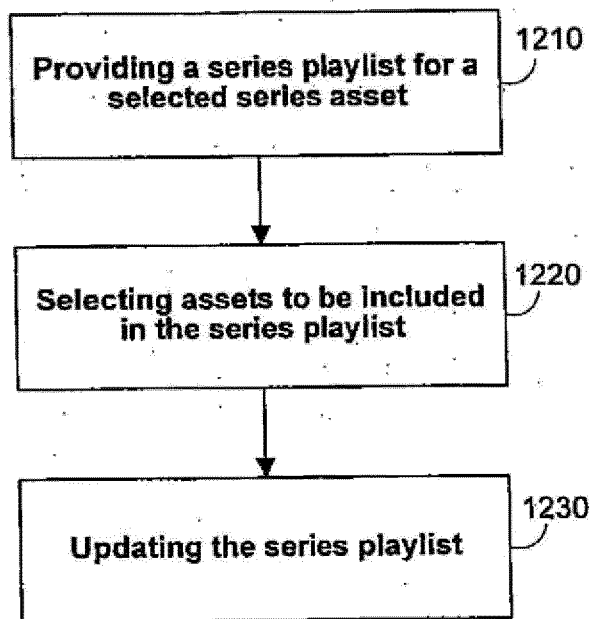 1210
Providing a series playlist for a
selected series asset
1220
Selecting assets to be included
in the series playlist
1230
Updating the series playlist